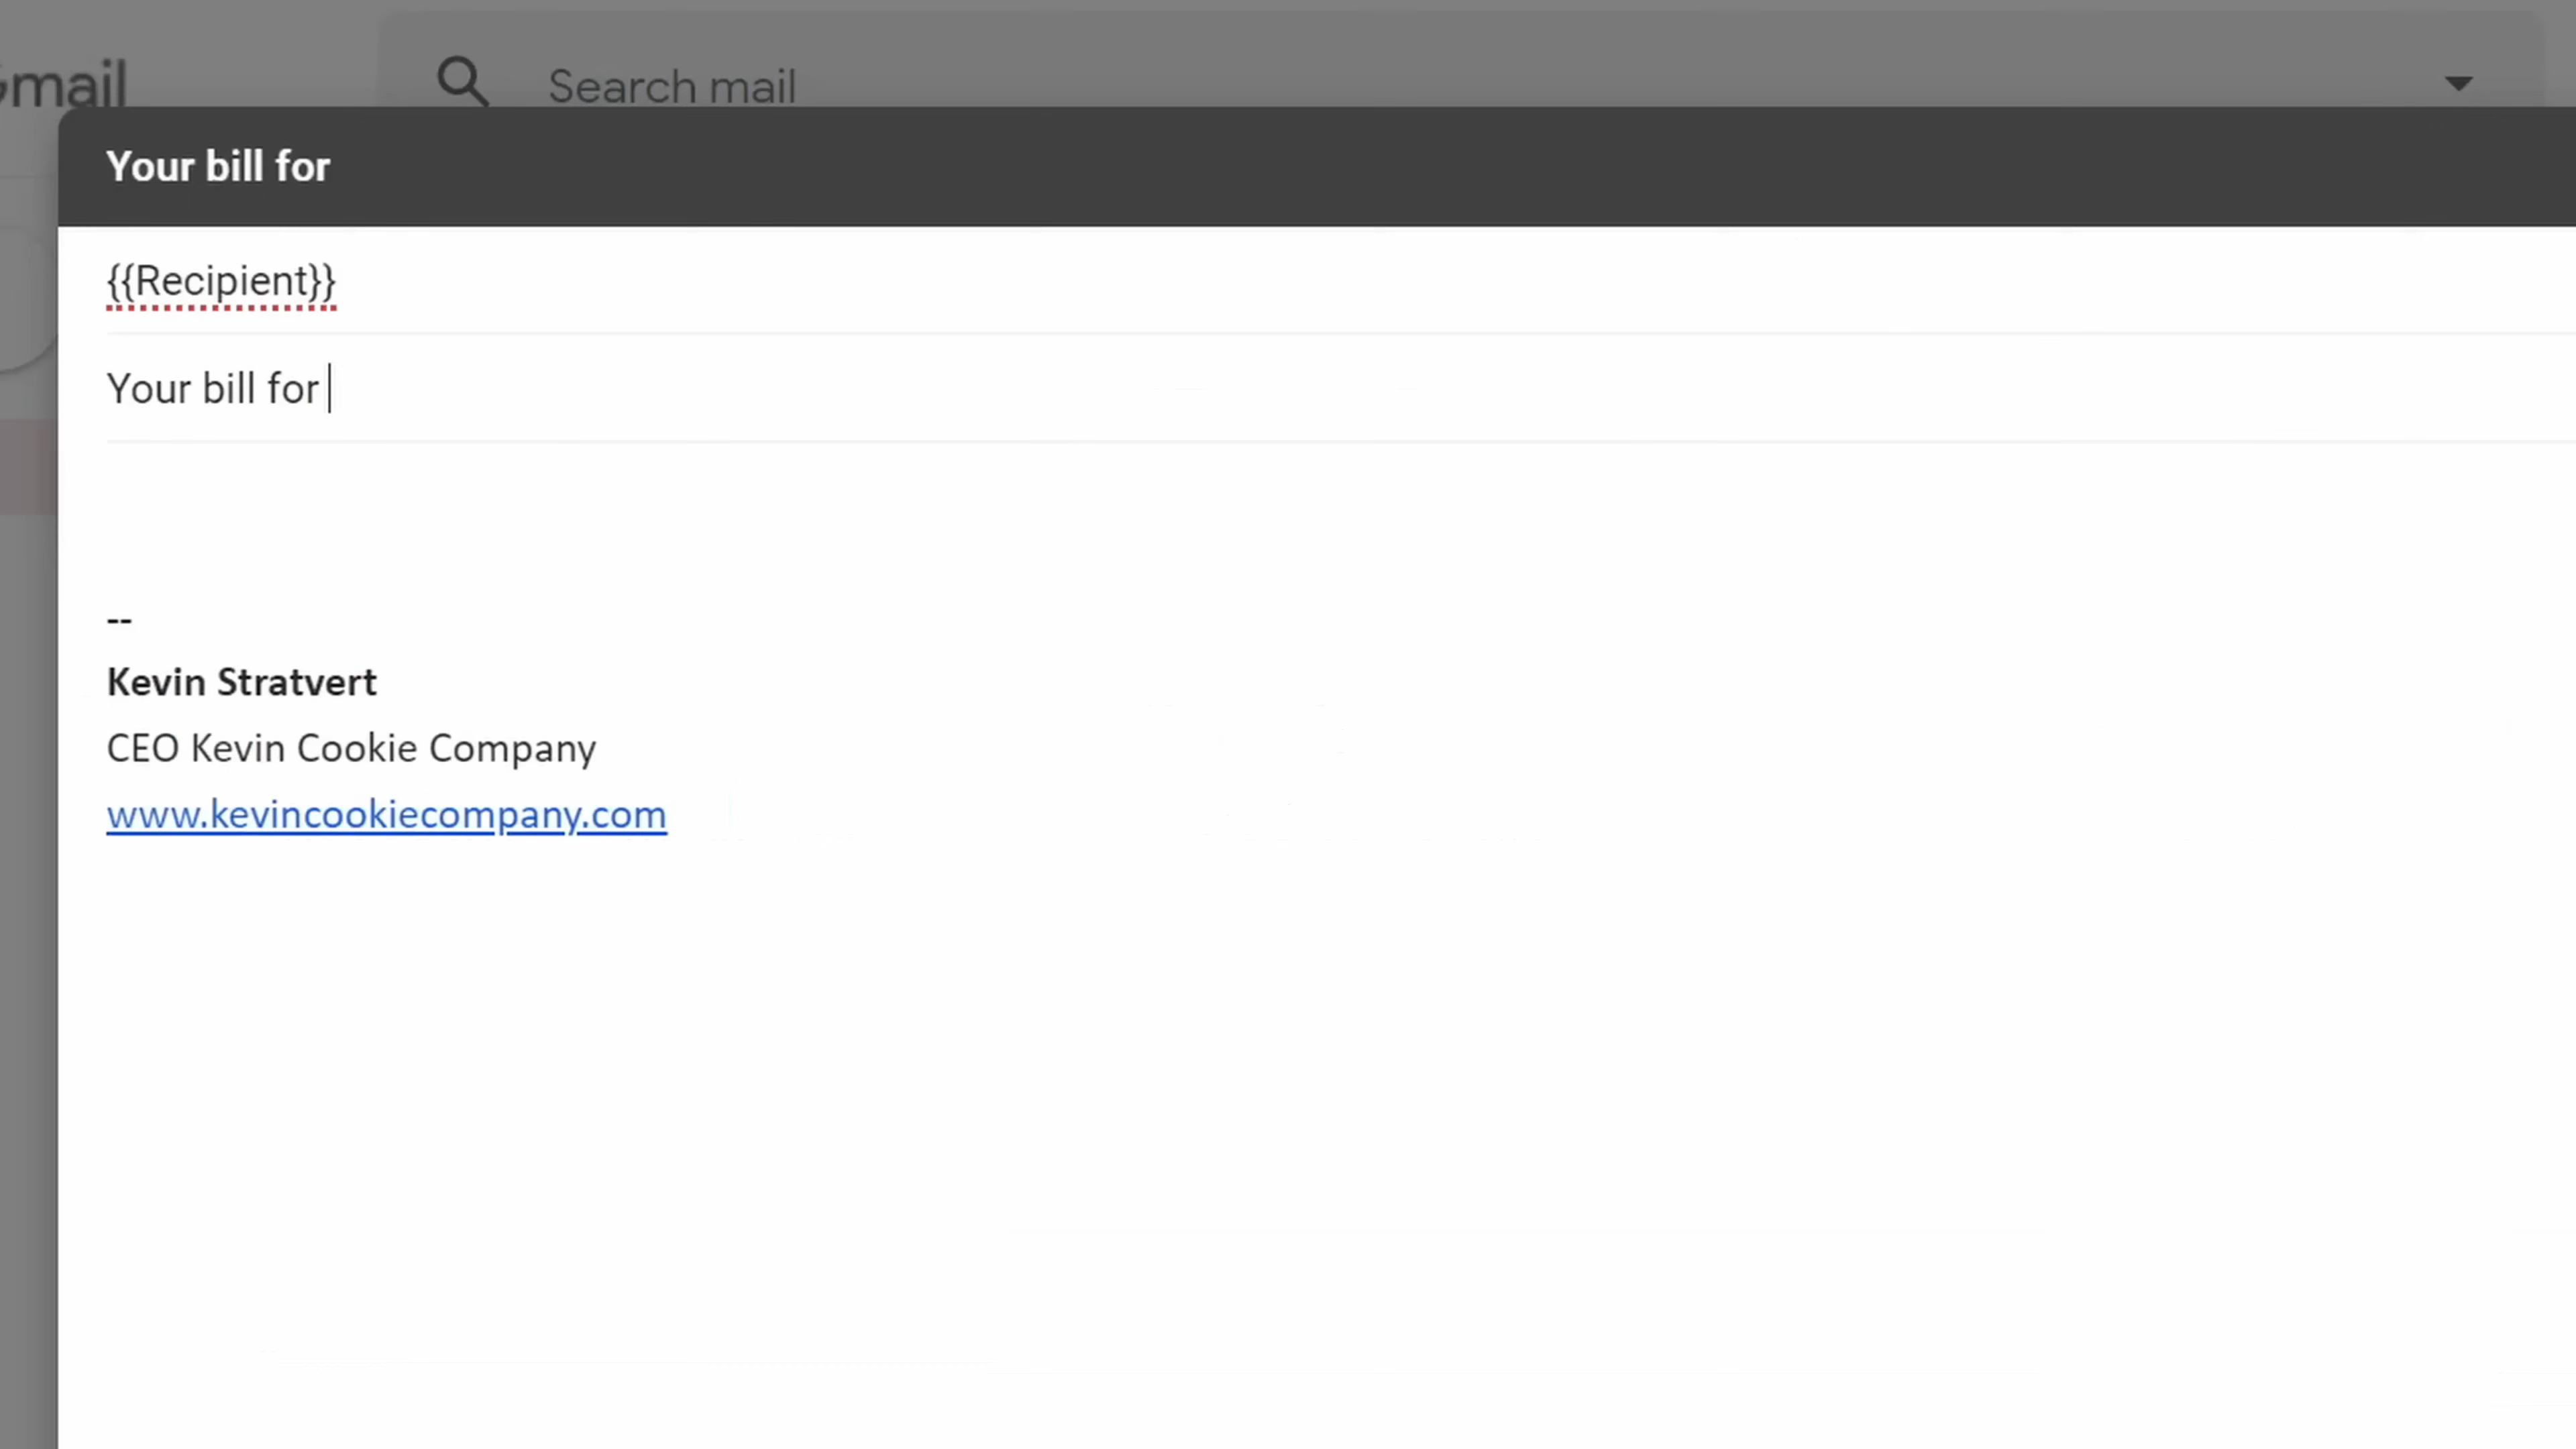 Gmail
Search mail
Your bill for
{{Recipient}}
Your bill for
--
Kevin Stratvert
CEO Kevin Cookie Company
www.kevincookiecompany.com